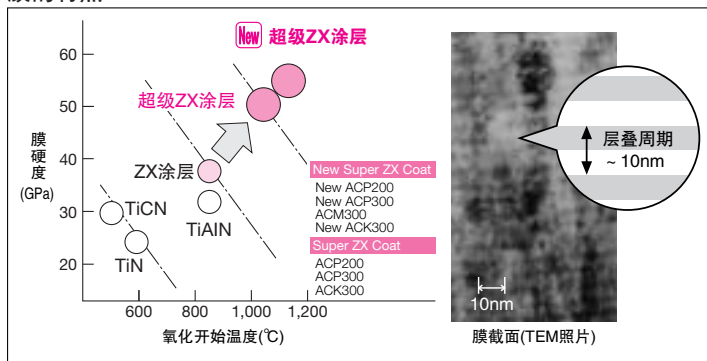 New 超级ZX涂层
超级ZX涂层
膜硬度
(GPa)
60
50
40
30
20
ZX涂层
TiCN
TiN
TiAlN
New Super ZX Coat
New ACP200
New ACP300
ACM300
New ACK300
Super ZX Coat
ACP200
ACP300
ACK300
600
800
1,000
1,200
氧化开始温度(℃)
层叠周期
~ 10nm
10nm
膜截面(TEM照片)